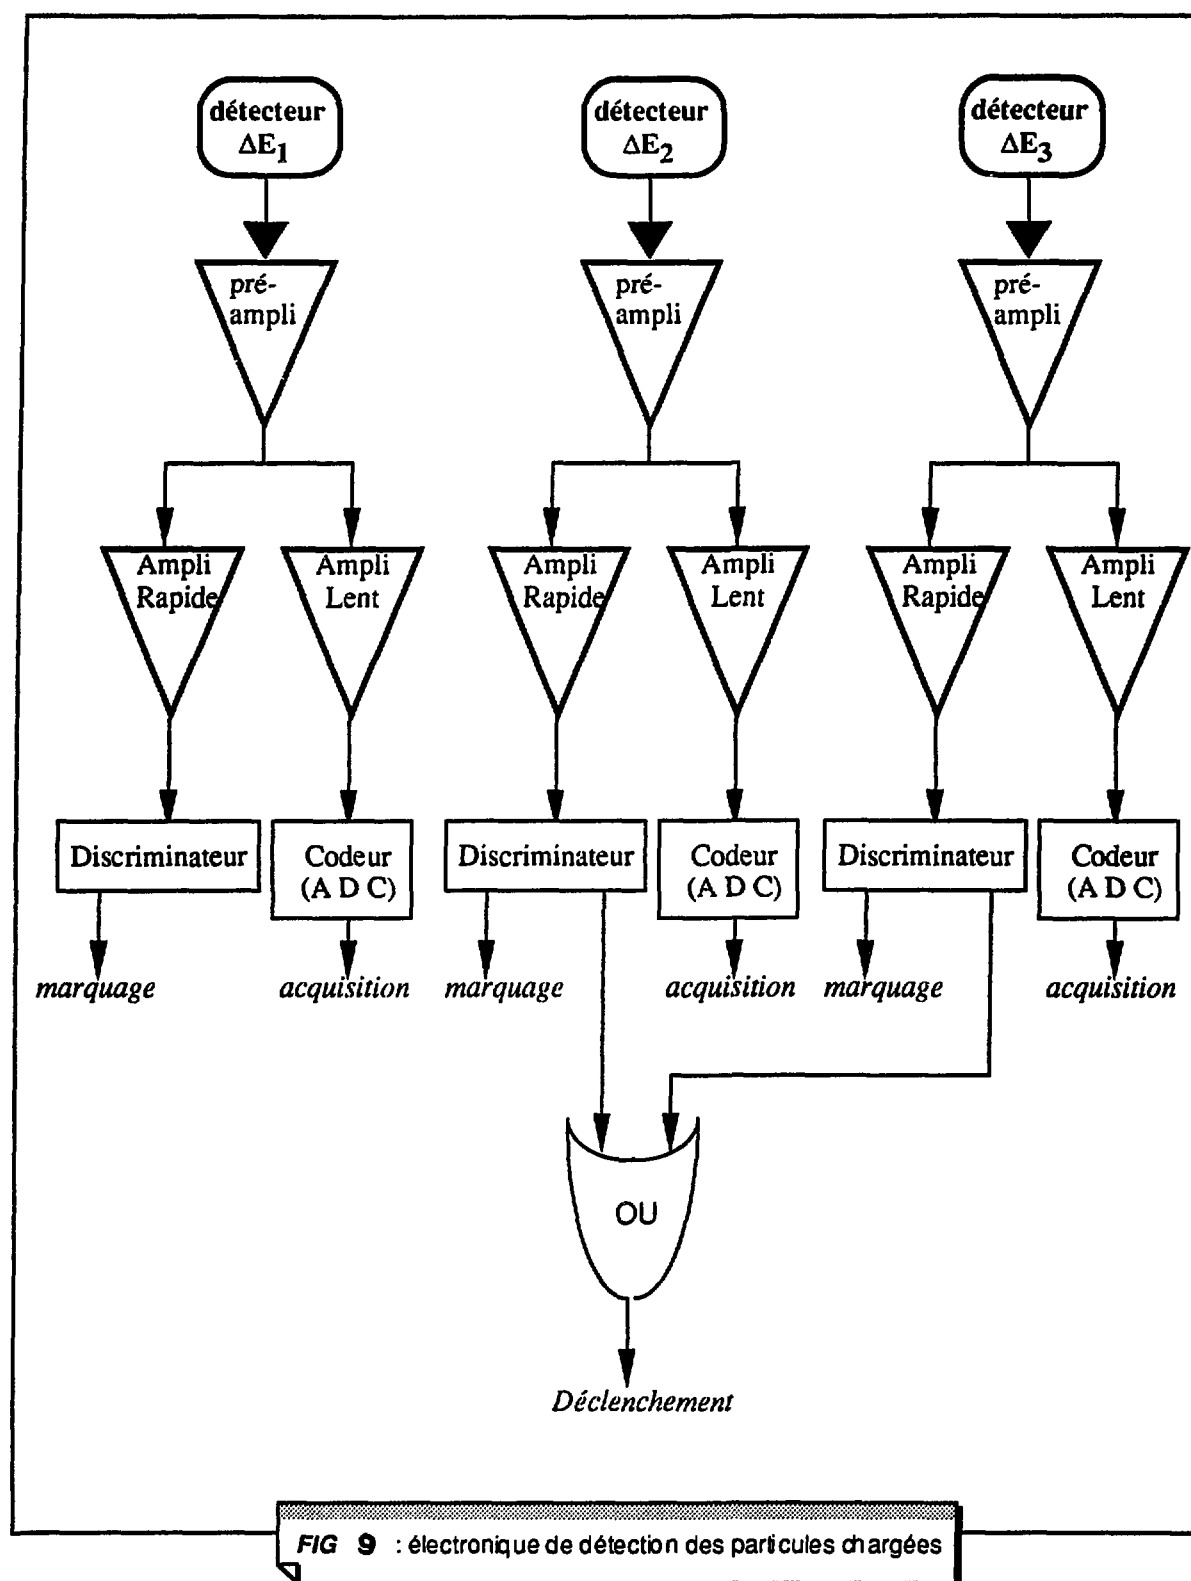 détecteur
ΔE1
détecteur
ΔE2
détecteur
ΔE3
pré-
ampli
pré-
ampli
pré-
ampli
Ampli
Rapide
Ampli
Lent
Ampli
Rapide
Ampli
Lent
Ampli
Rapide
Ampli
Lent
Discriminateur
Codeur
(A D C)
Discriminateur
Codeur
(A D C)
Discriminateur
Codeur
(A D C)
marquage
acquisition
marquage
acquisition
marquage
acquisition
OU
Déclenchement
FIG 9 : électronique de détection des particules chargées